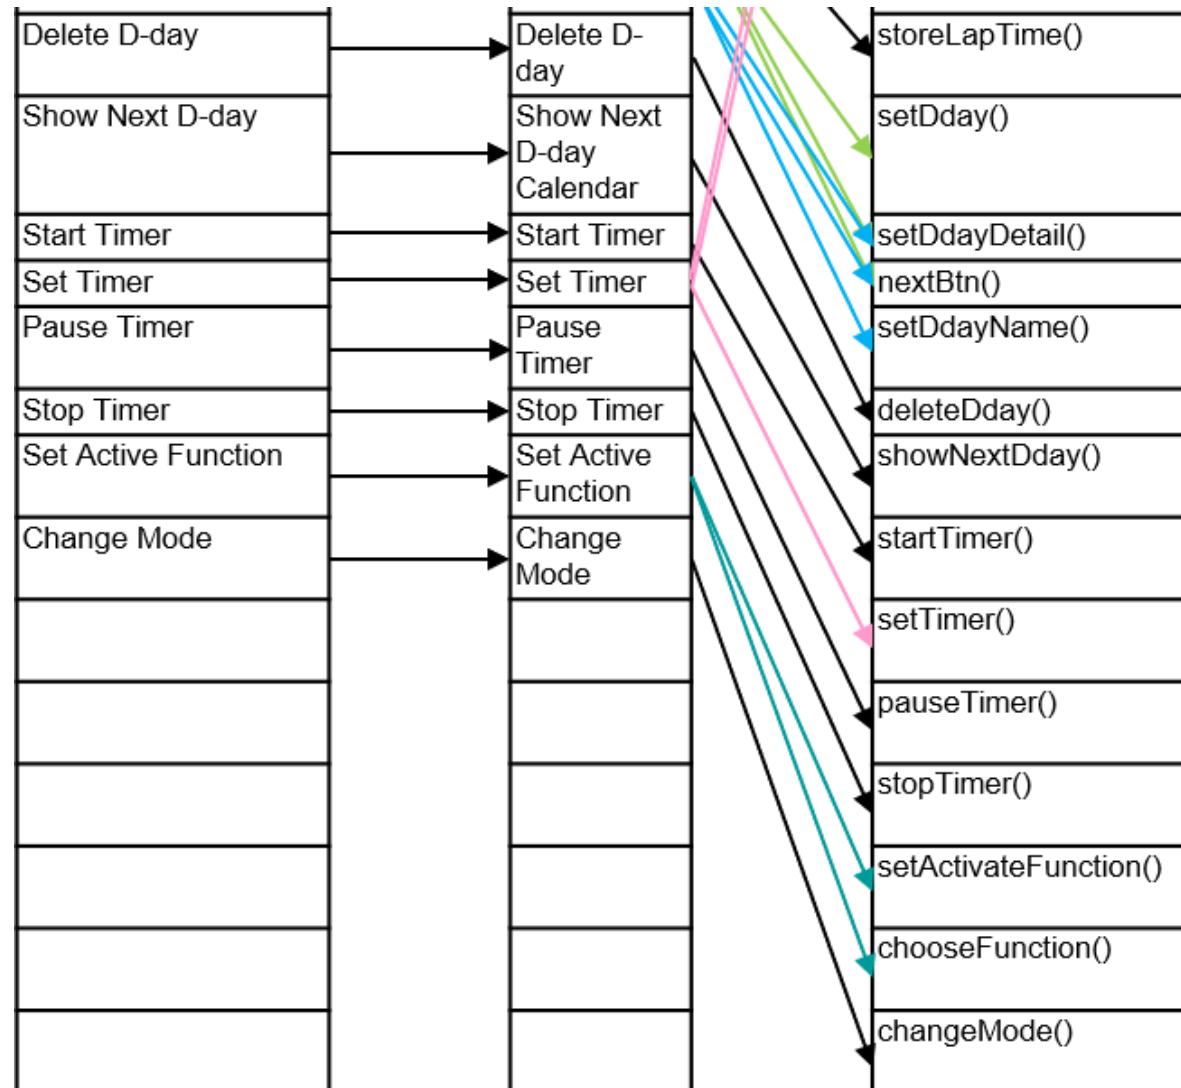 Delete D-day
Delete D-
day
storeLapTime()
Show Next D-day
Show Next
D-day
Calendar
setDday()
Start Timer
Start Timer
setDdayDetail()
Set Timer
Set Timer
nextBtn()
Pause Timer
Pause
Timer
setDdayName()
Stop Timer
Stop Timer
deleteDday()
Set Active Function
Set Active
Function
showNextDday()
Change Mode
Change
Mode
startTimer()
setTimer()
pauseTimer()
stopTimer()
setActivateFunction()
chooseFunction()
changeMode()